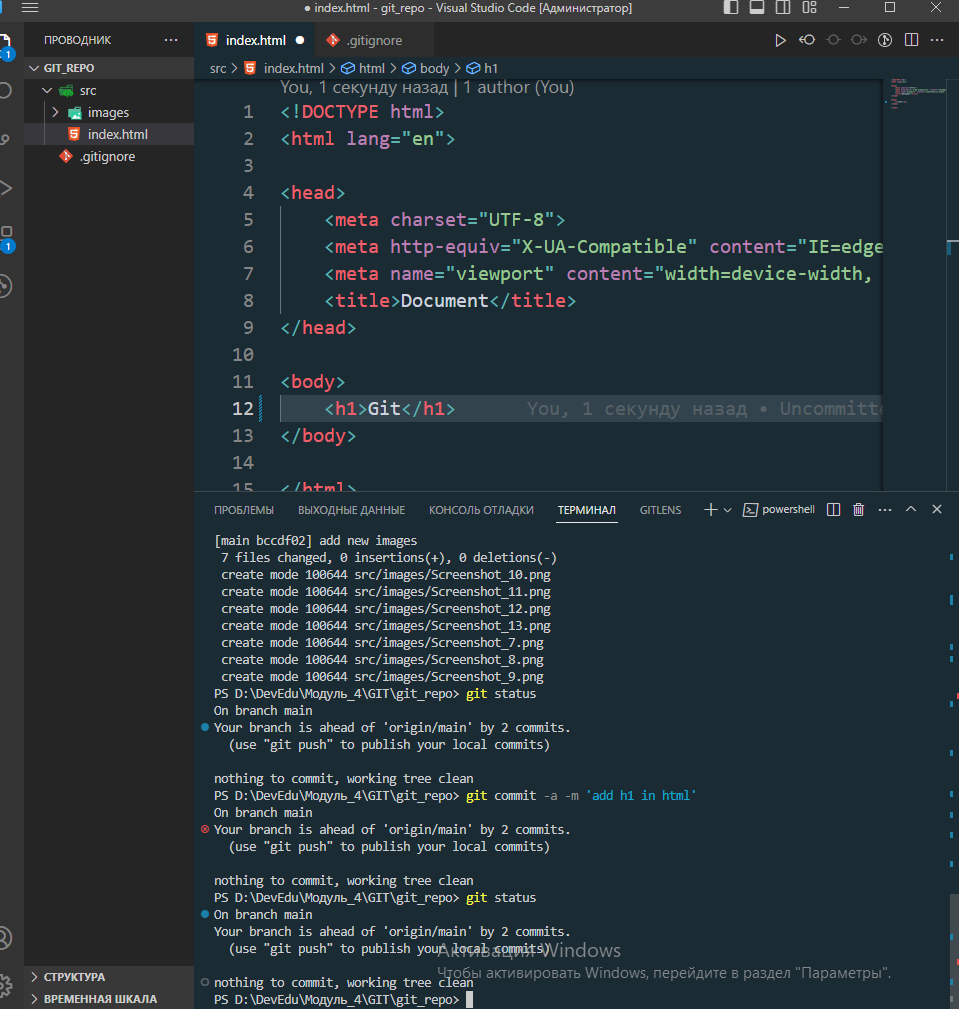 ● index.html - git_repo - Visual Studio Code [Администратор]
ПРОВОДНИК ...
GIT_REPO
src
images
index.html
.gitignore
СТРУКТУРА
ВРЕМЕННАЯ ШКАЛА
1
1
index.html ● .gitignore
src > index.html > html > body > h1
You, 1 секунду назад | 1 author (You)
1 <!DOCTYPE html>
2 <html lang="en">
3
4 <head>
5 <meta charset="UTF-8">
6 <meta http-equiv="X-UA-Compatible" content="IE=edge
7 <meta name="viewport" content="width=device-width,
8 <title>Document</title>
9 </head>
10
11 <body>
12 <h1>Git</h1> You, 1 секунду назад • Uncommitte
13 </body>
14
15 </html>
ПРОБЛЕМЫ ВЫХОДНЫЕ ДАННЫЕ КОНСОЛЬ ОТЛАДКИ ТЕРМИНАЛ GITLENS powershell
[main bccdf02] add new images
7 files changed, 0 insertions(+), 0 deletions(-)
create mode 100644 src/images/Screenshot_10.png
create mode 100644 src/images/Screenshot_11.png
create mode 100644 src/images/Screenshot_12.png
create mode 100644 src/images/Screenshot_13.png
create mode 100644 src/images/Screenshot_7.png
create mode 100644 src/images/Screenshot_8.png
create mode 100644 src/images/Screenshot_9.png
PS D:\DevEdu\Модуль_4\GIT\git_repo> git status
On branch main
Your branch is ahead of 'origin/main' by 2 commits.
(use "git push" to publish your local commits)
nothing to commit, working tree clean
PS D:\DevEdu\Модуль_4\GIT\git_repo> git commit -a -m 'add h1 in html'
On branch main
Your branch is ahead of 'origin/main' by 2 commits.
(use "git push" to publish your local commits)
nothing to commit, working tree clean
PS D:\DevEdu\Модуль_4\GIT\git_repo> git status
On branch main
Your branch is ahead of 'origin/main' by 2 commits.
(use "git push" to publish your local commits)
nothing to commit, working tree clean
PS D:\DevEdu\Модуль_4\GIT\git_repo>
Активация Windows
Чтобы активировать Windows, перейдите в раздел "Параметры".